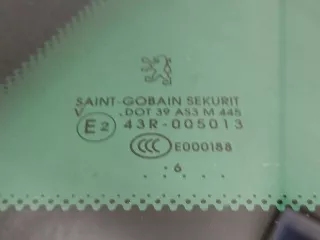 SAINT-GOBAIN SEKURIT
V .DOT 39 AS3 M 445
E2 43R-005013
CCC E000188
. . 6 . . . . .